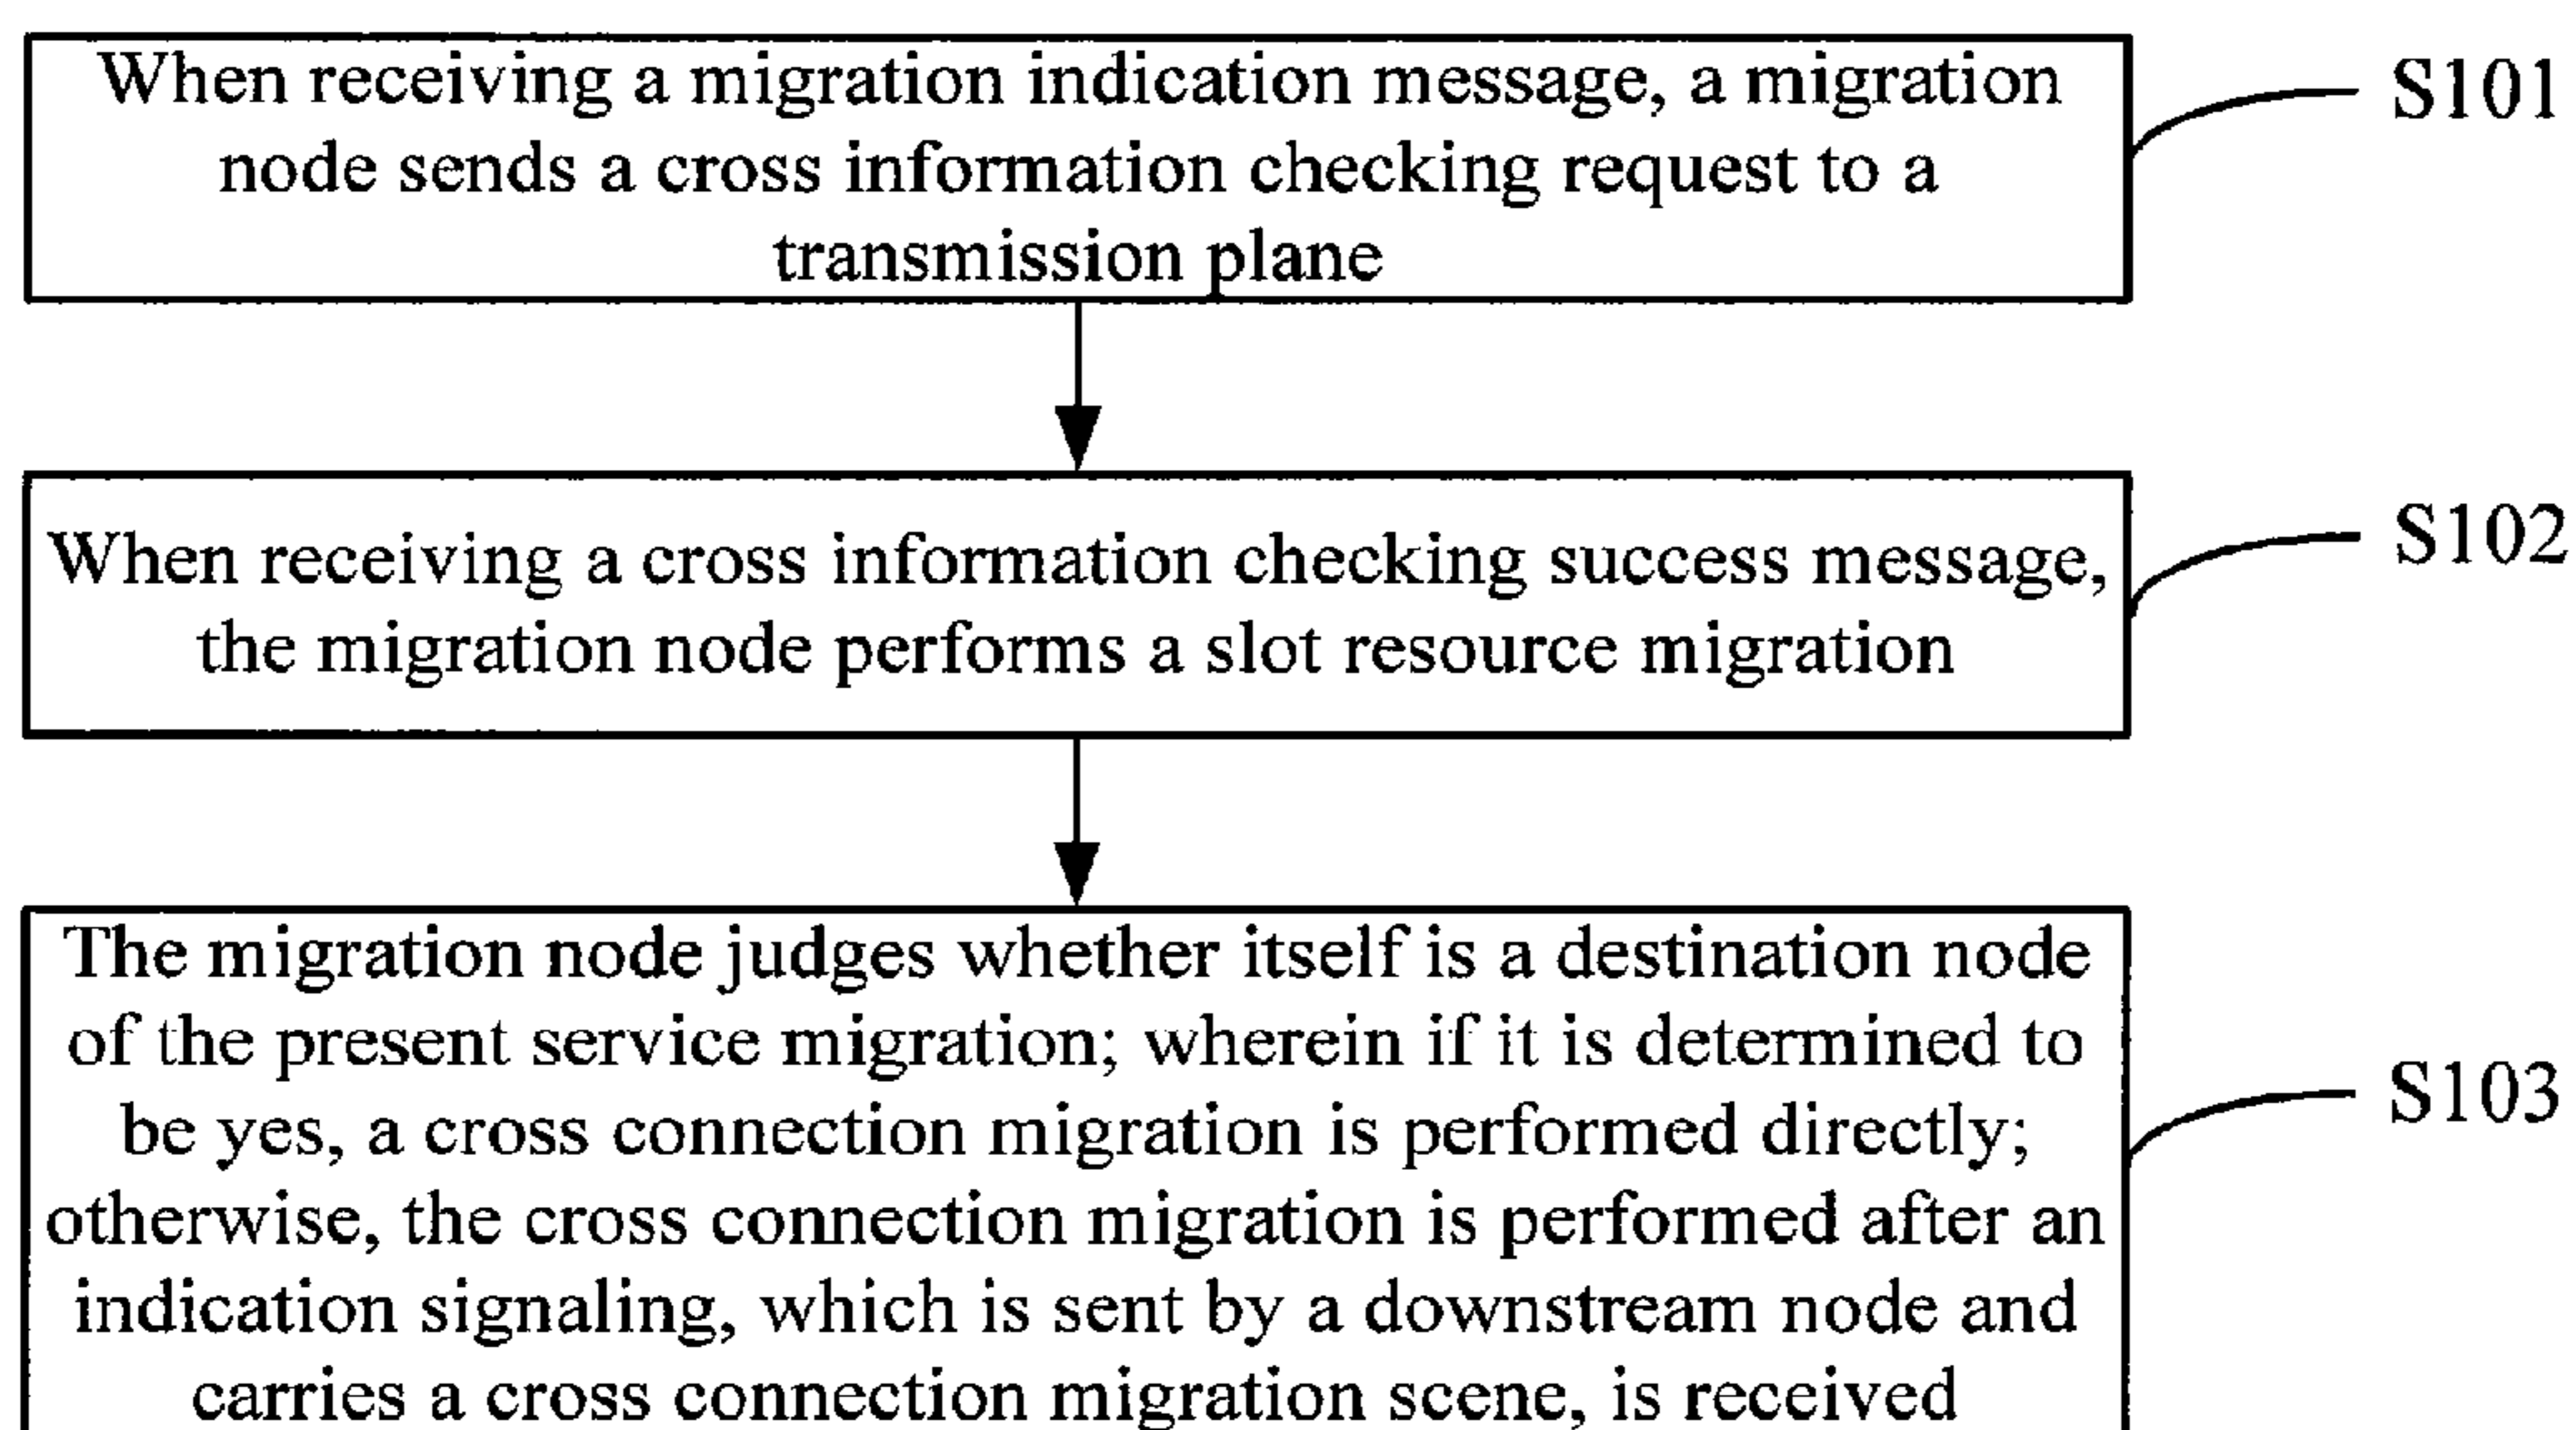 When receiving a migration indication message, a migration
node sends a cross information checking request to a
transmission plane
S101
When receiving a cross information checking success message,
the migration node performs a slot resource migration
S102
The migration node judges whether itself is a destination node
of the present service migration; wherein if it is determined to
be yes, a cross connection migration is performed directly;
otherwise, the cross connection migration is performed after an
indication signaling, which is sent by a downstream node and
carries a cross connection migration scene, is received
S103